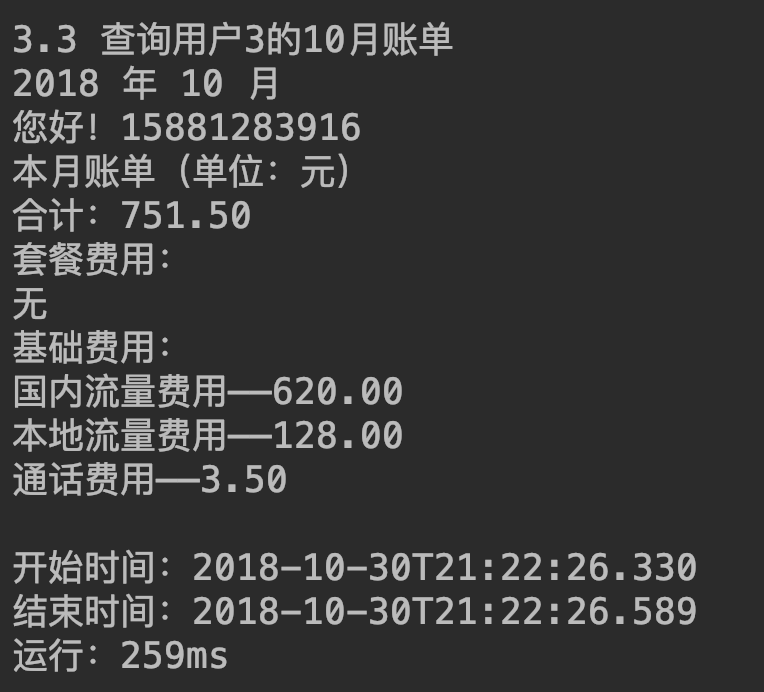 3.3 查询用户3的10月账单
2018 年 10 月
您好! 15881283916
本月账单（单位：元）
合计：751.50
套餐费用：
无
基础费用：
国内流量费用——620.00
本地流量费用——128.00
通话费用——3.50
开始时间：2018-10-30T21:22:26.330
结束时间：2018-10-30T21:22:26.589
运行：259ms